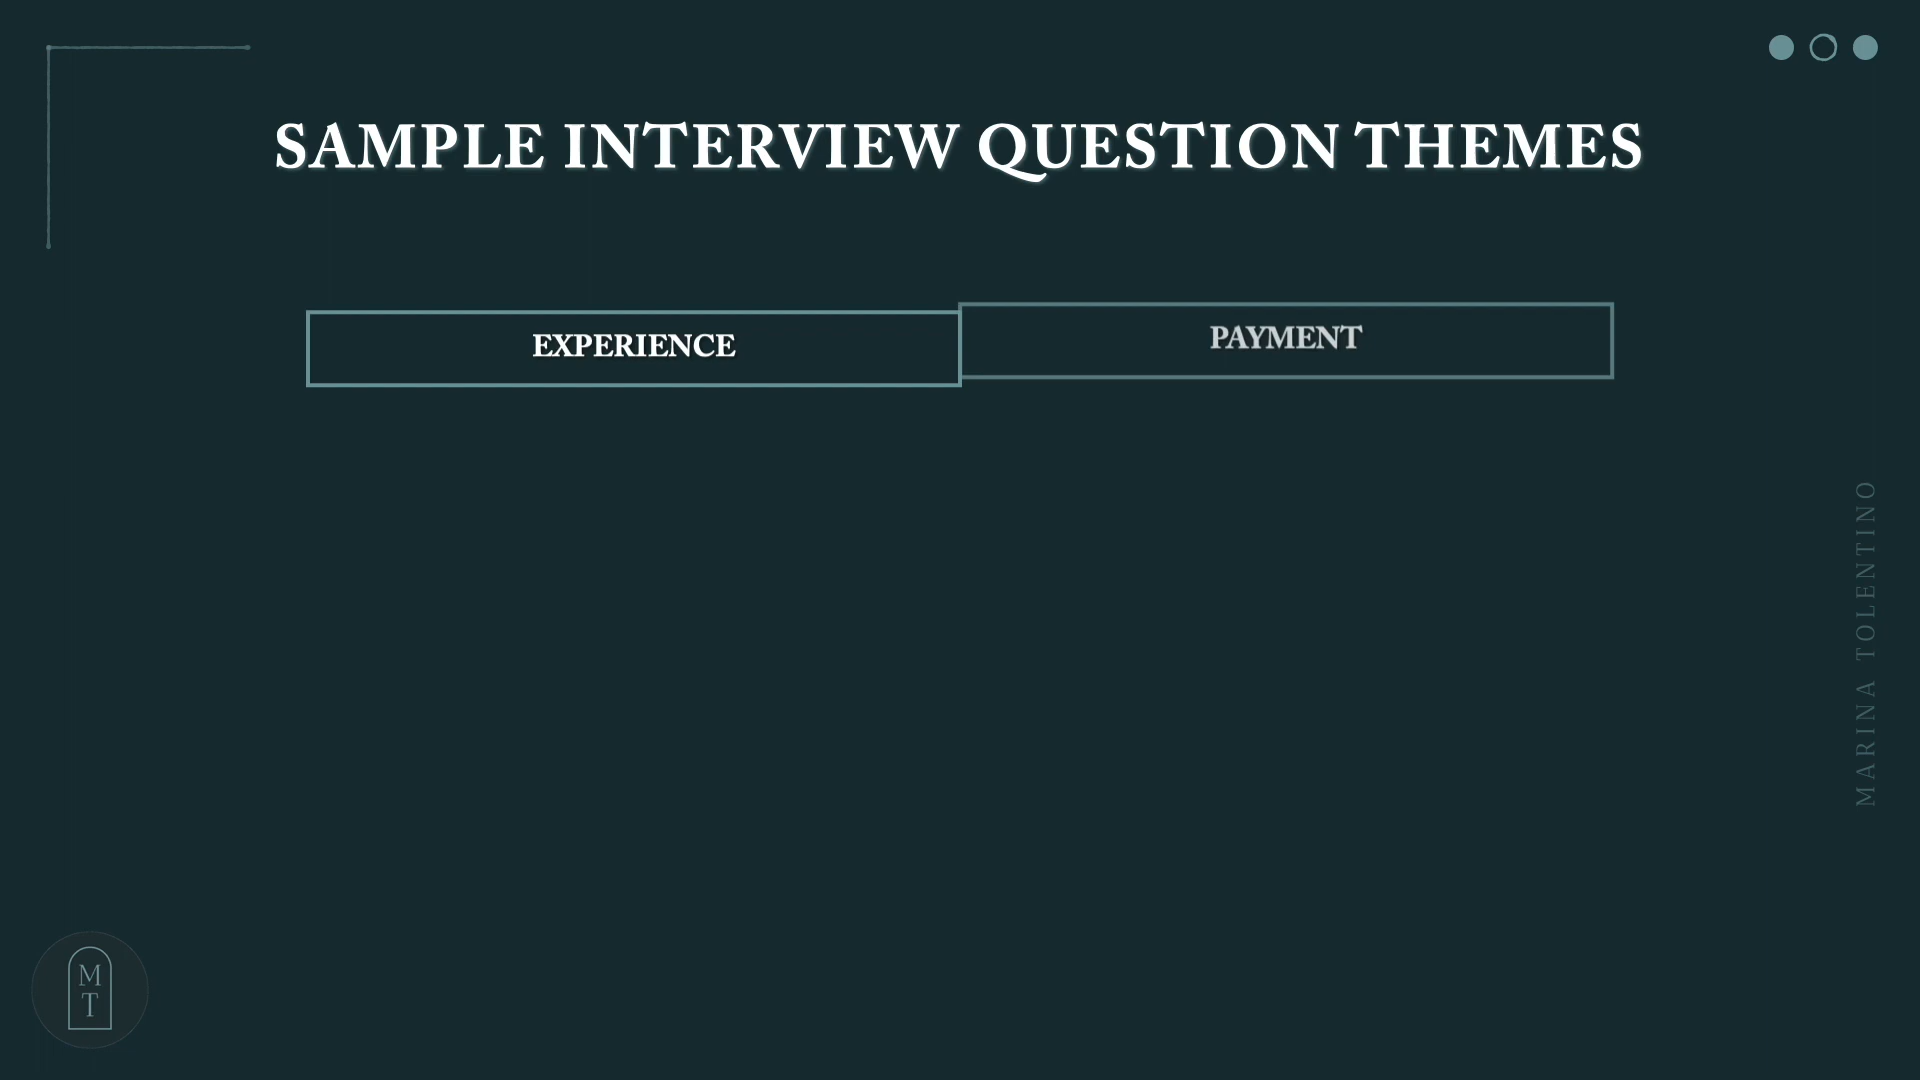 SAMPLE INTERVIEW QUESTION THEMES
EXPERIENCE
PAYMENT
MARINA TOLENTINO
M
T